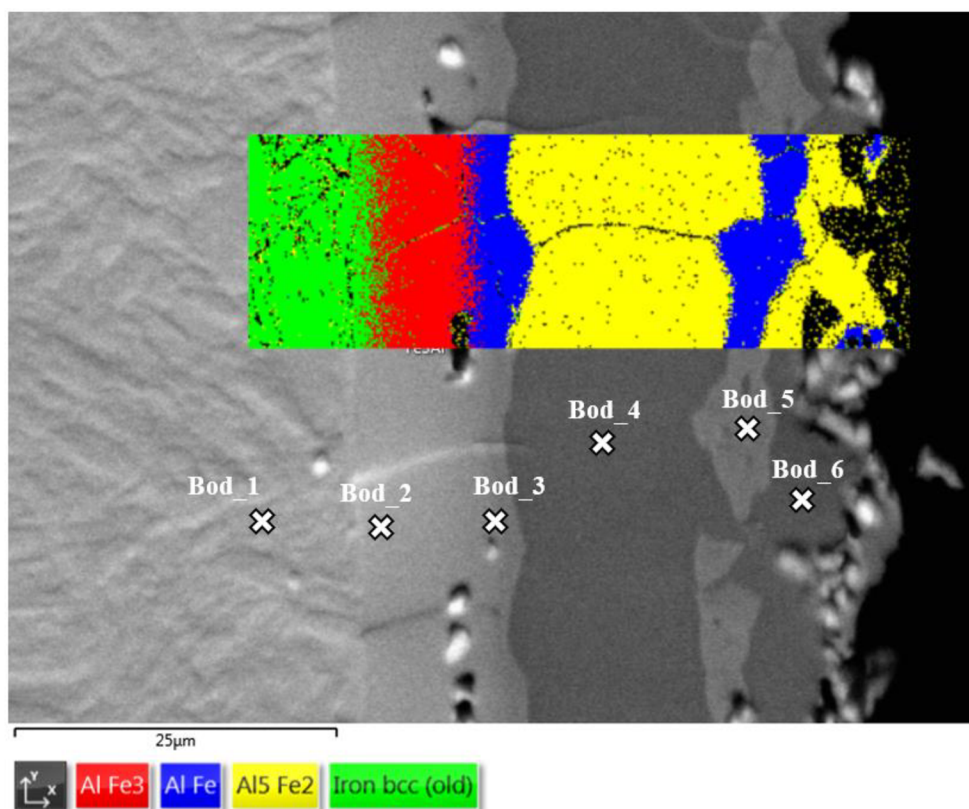 Bod_4
Bod_5
Bod_6
Bod_1
Bod_2
Bod_3
25µm
Y
X
Al Fe3
Al Fe
Al5 Fe2
Iron bcc (old)